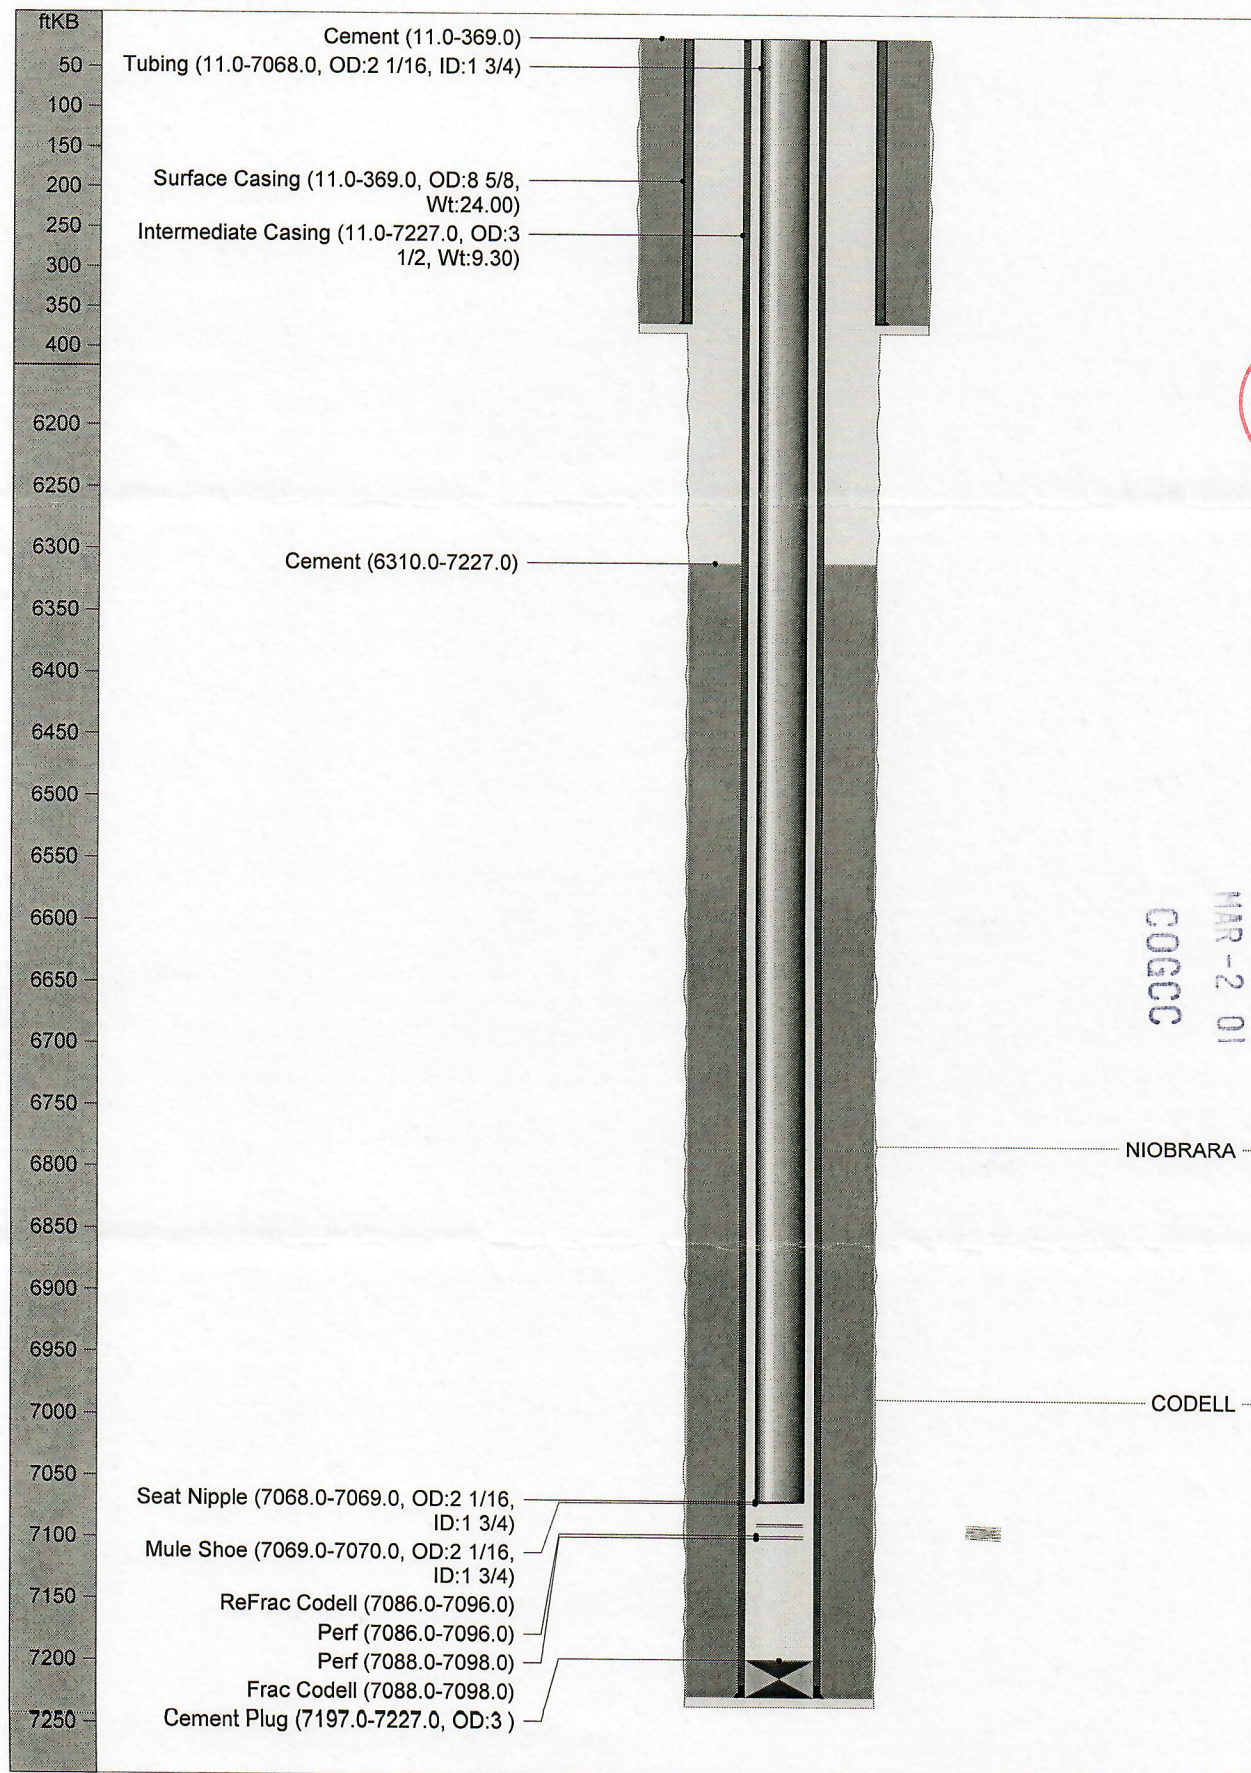 ftKB
50
100
150
200
250
300
350
400
6200
6250
6300
6350
6400
6450
6500
6550
6600
6650
6700
6750
6800
6850
6900
6950
7000
7050
7100
7150
7200
7250
Cement (11.0-369.0)
Tubing (11.0-7068.0, OD:2 1/16, ID:1 3/4)
Surface Casing (11.0-369.0, OD:8 5/8,
Wt:24.00)
Intermediate Casing (11.0-7227.0, OD:3
1/2, Wt:9.30)
Cement (6310.0-7227.0)
Seat Nipple (7068.0-7069.0, OD:2 1/16,
ID:1 3/4)
Mule Shoe (7069.0-7070.0, OD:2 1/16,
ID:1 3/4)
ReFrac Codell (7086.0-7096.0)
Perf (7086.0-7096.0)
Perf (7088.0-7098.0)
Frac Codell (7088.0-7098.0)
Cement Plug (7197.0-7227.0, OD:3 )
MAR -2 01
COGCC
NIOBRARA
CODELL